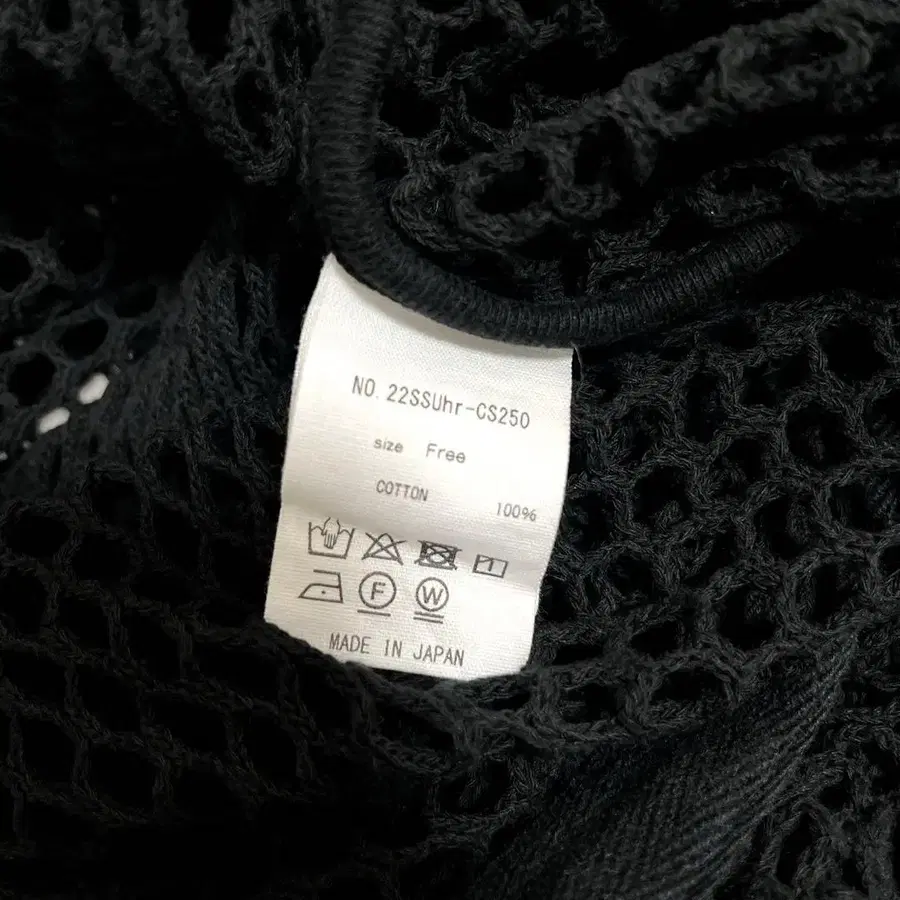 NO. 22SSUhr-CS250
size Free
COTTON 100%
F W
MADE IN JAPAN